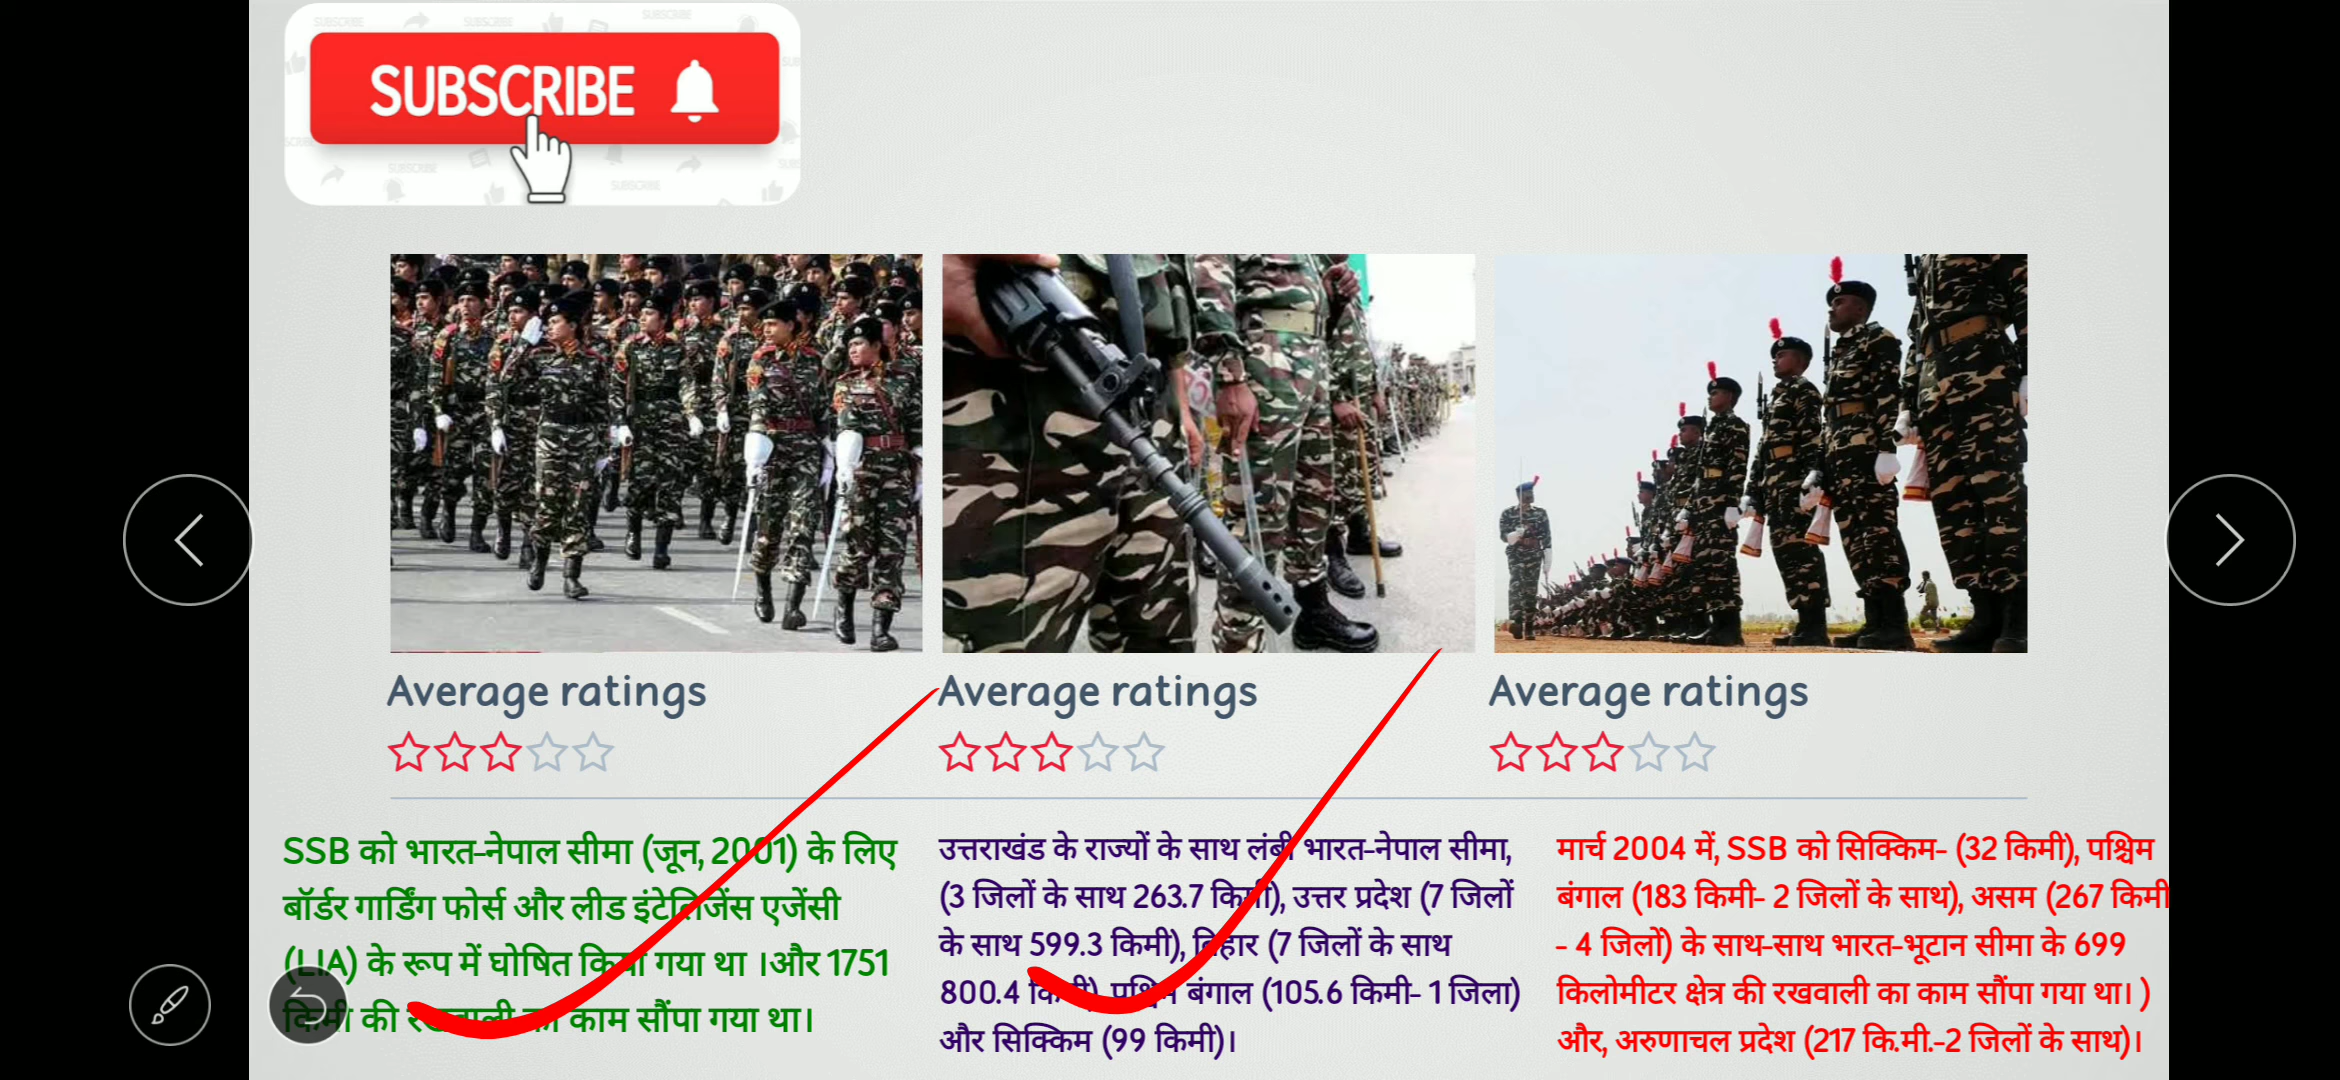 SUBSCRIBE
Average ratings
SSB को भारत-नेपाल सीमा (जून, 2001) के लिए
बॉर्डर गार्डिंग फोर्स और लीड इंटेलिजेंस एजेंसी
(LIA) के रूप में घोषित किया गया था ।और 1751
किमी की रखवाली का काम सौंपा गया था।
Average ratings
उत्तराखंड के राज्यों के साथ लंबी भारत-नेपाल सीमा,
(3 जिलों के साथ 263.7 किमी), उत्तर प्रदेश (7 जिलों
के साथ 599.3 किमी), बिहार (7 जिलों के साथ
800.4 किमी), पश्चिम बंगाल (105.6 किमी- 1 जिला)
और सिक्किम (99 किमी)।
Average ratings
मार्च 2004 में, SSB को सिक्किम- (32 किमी), पश्चिम
बंगाल (183 किमी- 2 जिलों के साथ), असम (267 किमी
- 4 जिलों) के साथ-साथ भारत-भूटान सीमा के 699
किलोमीटर क्षेत्र की रखवाली का काम सौंपा गया था। )
और, अरुणाचल प्रदेश (217 कि.मी.-2 जिलों के साथ)।